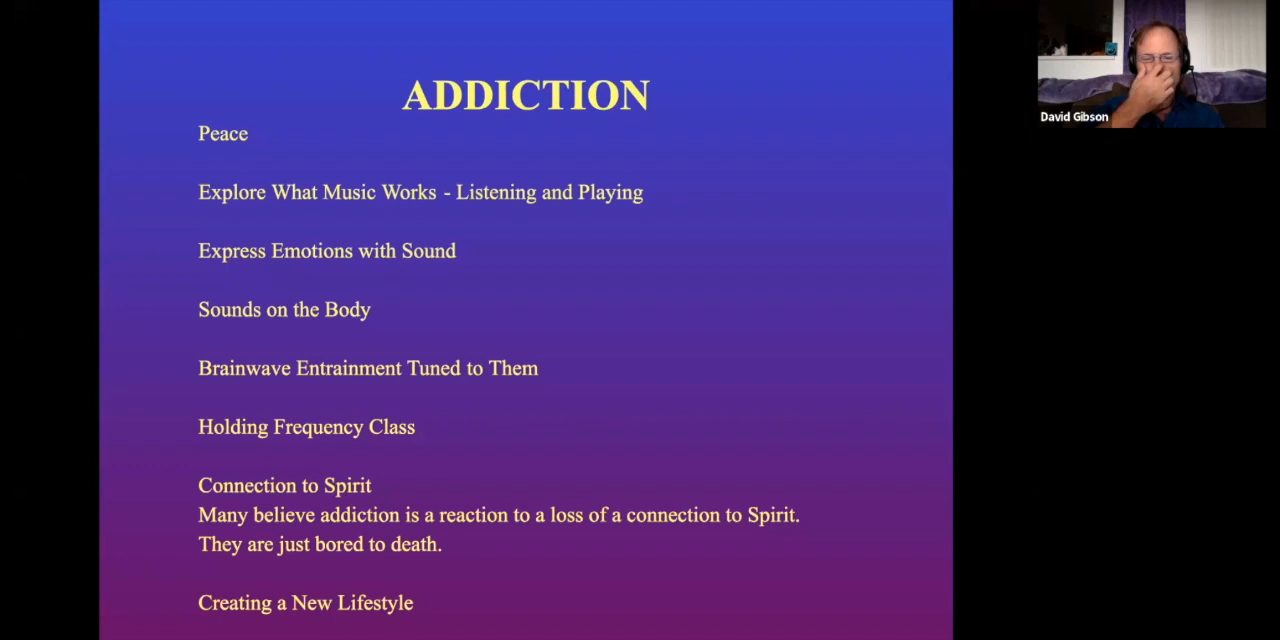 ADDICTION
Peace
Explore What Music Works - Listening and Playing
Express Emotions with Sound
Sounds on the Body
Brainwave Entrainment Tuned to Them
Holding Frequency Class
Connection to Spirit
Many believe addiction is a reaction to a loss of a connection to Spirit.
They are just bored to death.
Creating a New Lifestyle
David Gibson